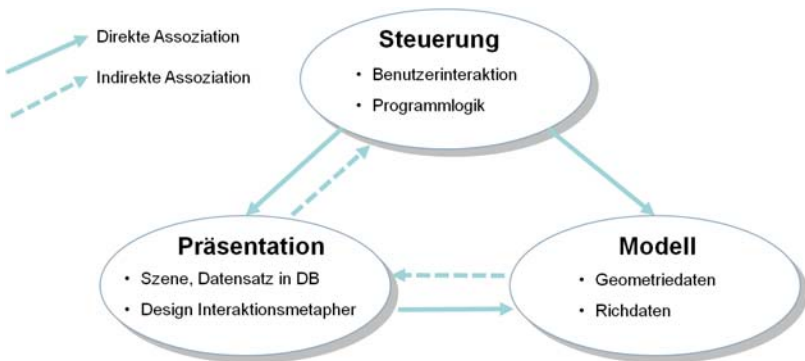 Direkte Assoziation
Indirekte Assoziation
Steuerung
• Benutzerinteraktion
• Programmlogik
Präsentation
• Szene, Datensatz in DB
• Design Interaktionsmetapher
Modell
• Geometriedaten
• Richdaten